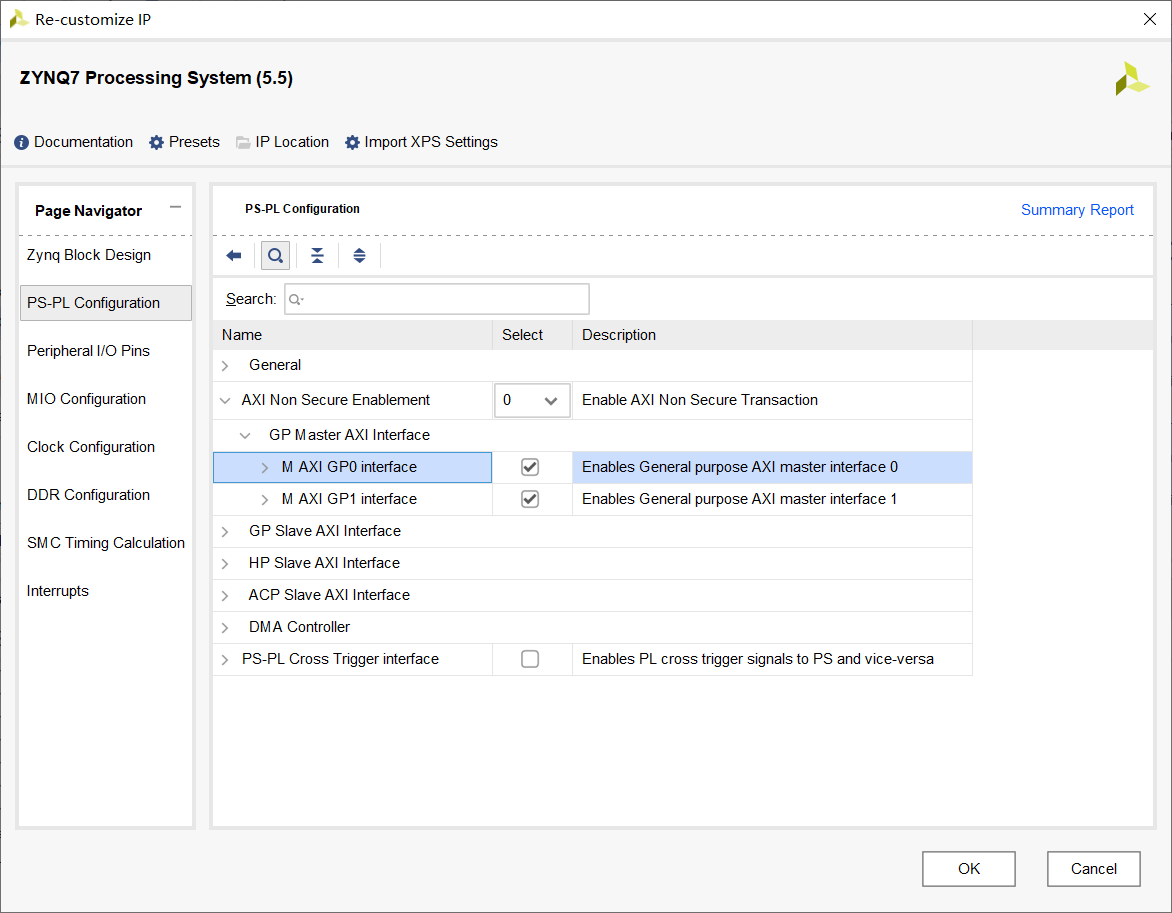 Re-customize IP
ZYNQ7 Processing System (5.5)
Documentation Presets IP Location Import XPS Settings
Page Navigator
Zynq Block Design
PS-PL Configuration
Peripheral I/O Pins
MIO Configuration
Clock Configuration
DDR Configuration
SMC Timing Calculation
Interrupts
PS-PL Configuration Summary Report
Search:
Name Select Description
General
AXI Non Secure Enablement 0 Enable AXI Non Secure Transaction
GP Master AXI Interface
M AXI GP0 interface Enables General purpose AXI master interface 0
M AXI GP1 interface Enables General purpose AXI master interface 1
GP Slave AXI Interface
HP Slave AXI Interface
ACP Slave AXI Interface
DMA Controller
PS-PL Cross Trigger interface Enables PL cross trigger signals to PS and vice-versa
OK Cancel